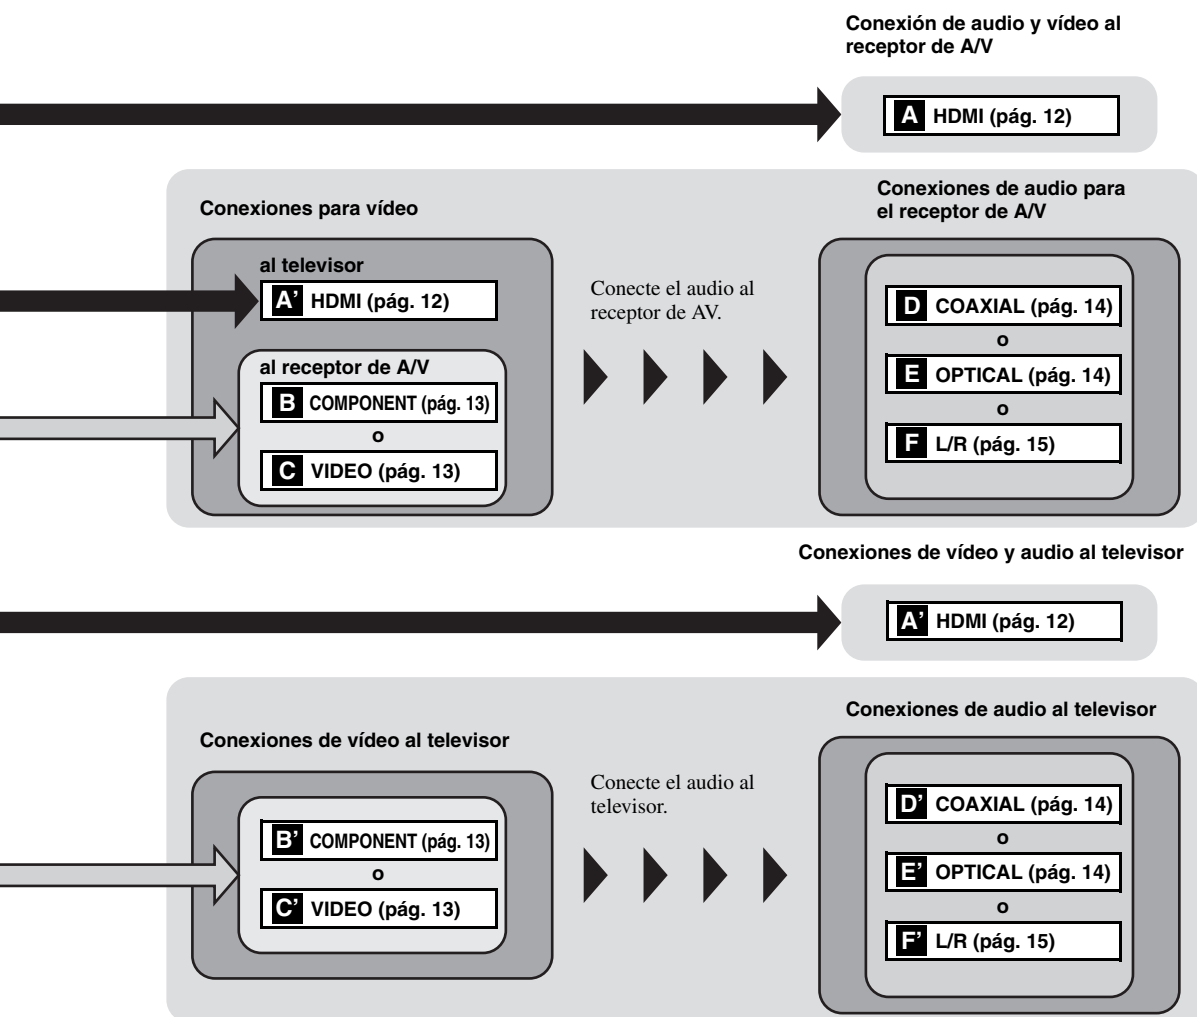 Conexión de audio y vídeo al
receptor de A/V
A HDMI (pág. 12)
Conexiones para vídeo
al televisor
A’ HDMI (pág. 12)
al receptor de A/V
B COMPONENT (pág. 13)
o
C VIDEO (pág. 13)
Conecte el audio al
receptor de AV.
Conexiones de audio para
el receptor de A/V
D COAXIAL (pág. 14)
o
E OPTICAL (pág. 14)
o
F L/R (pág. 15)
Conexiones de vídeo y audio al televisor
A’ HDMI (pág. 12)
Conexiones de vídeo al televisor
B’ COMPONENT (pág. 13)
o
C’ VIDEO (pág. 13)
Conecte el audio al
televisor.
Conexiones de audio al televisor
D’ COAXIAL (pág. 14)
o
E’ OPTICAL (pág. 14)
o
F’ L/R (pág. 15)